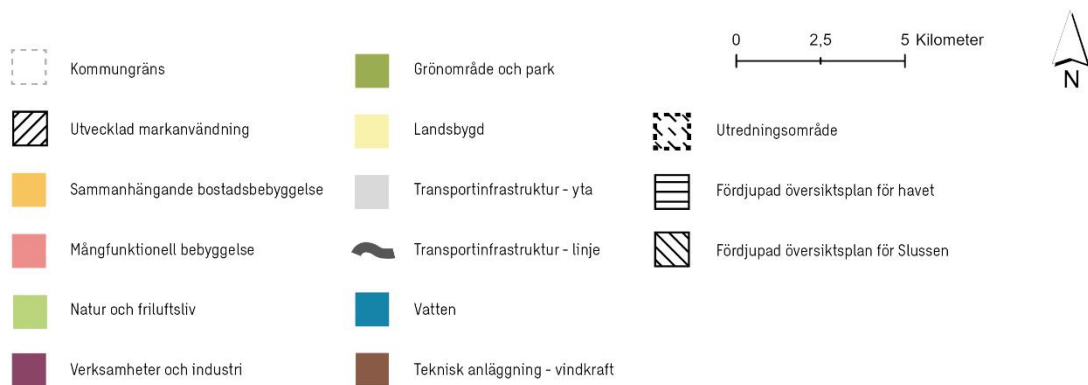 0 2,5 5 Kilometer
N
Kommungräns
Utvecklad markanvändning
Sammanhängande bostadsbebyggelse
Mångfunktionell bebyggelse
Natur och friluftsliv
Verksamheter och industri
Grönområde och park
Landsbygd
Transportinfrastruktur - yta
Transportinfrastruktur - linje
Vatten
Teknisk anläggning - vindkraft
Utredningsområde
Fördjupad översiktsplan för havet
Fördjupad översiktsplan för Slussen